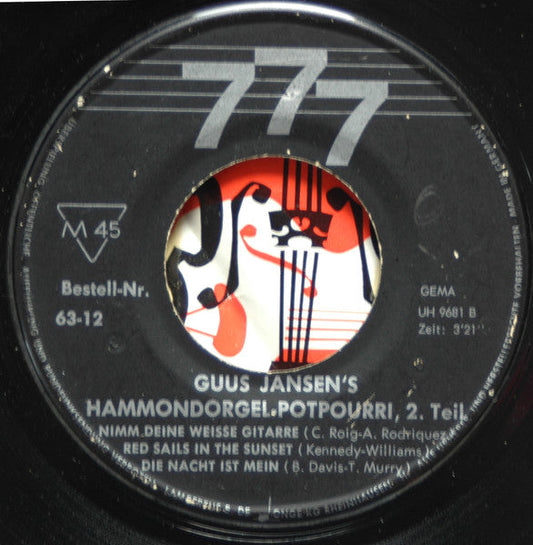 777
M 45
Bestell-Nr.
63-12
GEMA
UH 9681 B
Zeit: 3'21"
GUUS JANSEN'S
HAMMONDORGEL-POTPOURRI, 2. Teil
NIMM DEINE WEISSE GITARRE (C. Roig-A. Rodriquez
RED SAILS IN THE SUNSET (Kennedy-Williams
DIE NACHT IST MEIN (B. Davis-T. Murry
MADE IN GERMANY